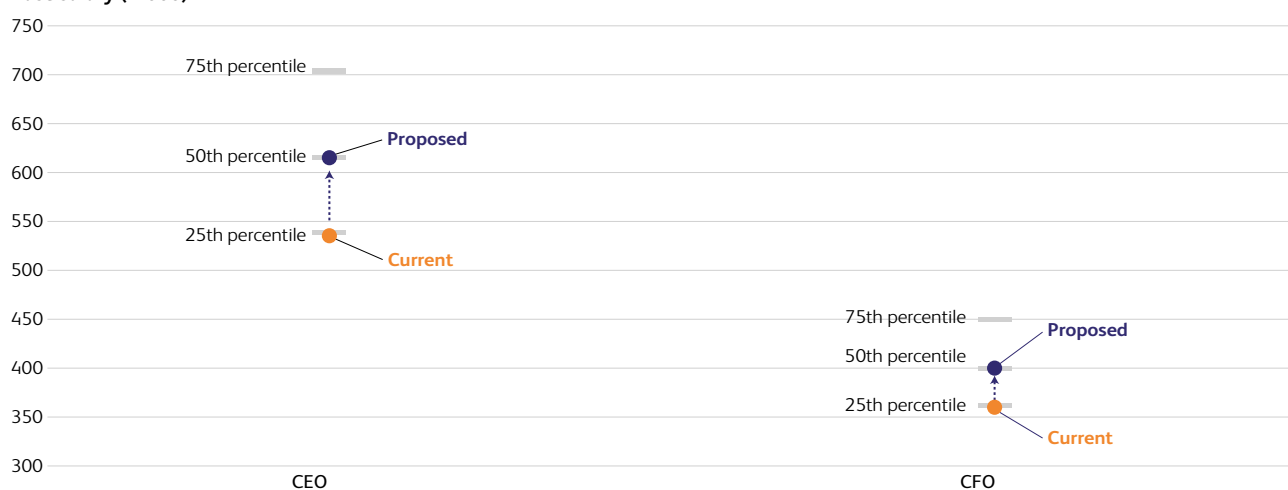 750
75th percentile
700
650
Proposed
50th percentile
600
550
25th percentile
Current
500
450
75th percentile
Proposed
50th percentile
400
25th percentile
350
Current
300
CEO
CFO